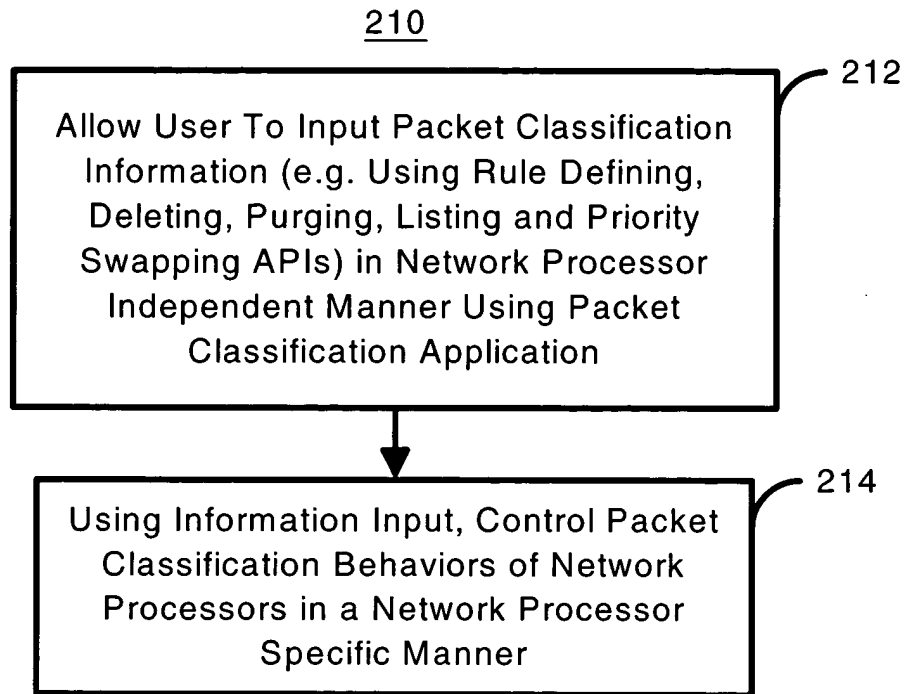 210
212
Allow User To Input Packet Classification
Information (e.g. Using Rule Defining,
Deleting, Purging, Listing and Priority
Swapping APIs) in Network Processor
Independent Manner Using Packet
Classification Application
214
Using Information Input, Control Packet
Classification Behaviors of Network
Processors in a Network Processor
Specific Manner